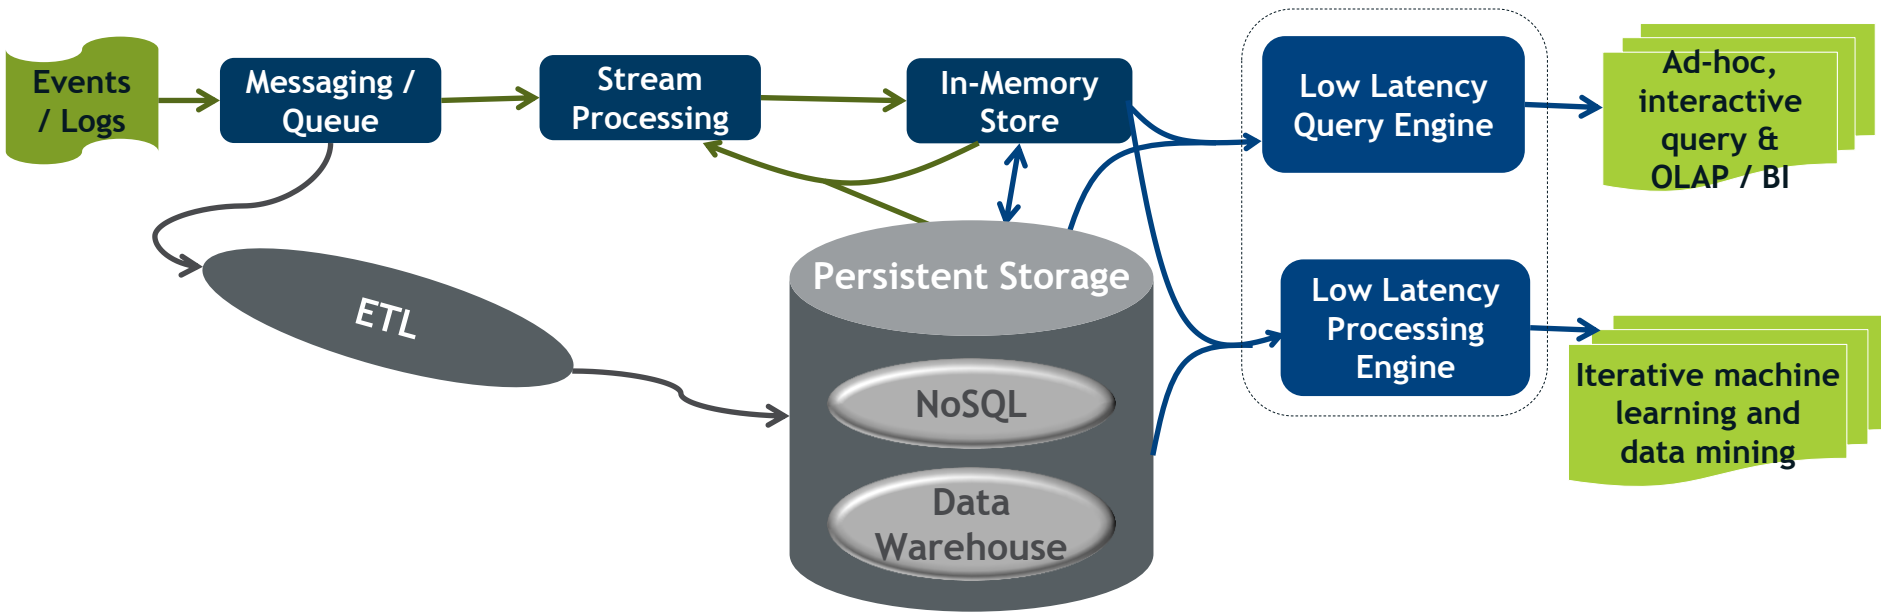 Events
/ Logs
Messaging /
Queue
Stream
Processing
In-Memory
Store
Low Latency
Query Engine
Ad-hoc,
interactive
query &
OLAP / BI
ETL
Persistent Storage
NoSQL
Data
Warehouse
Low Latency
Processing
Engine
Iterative machine
learning and
data mining